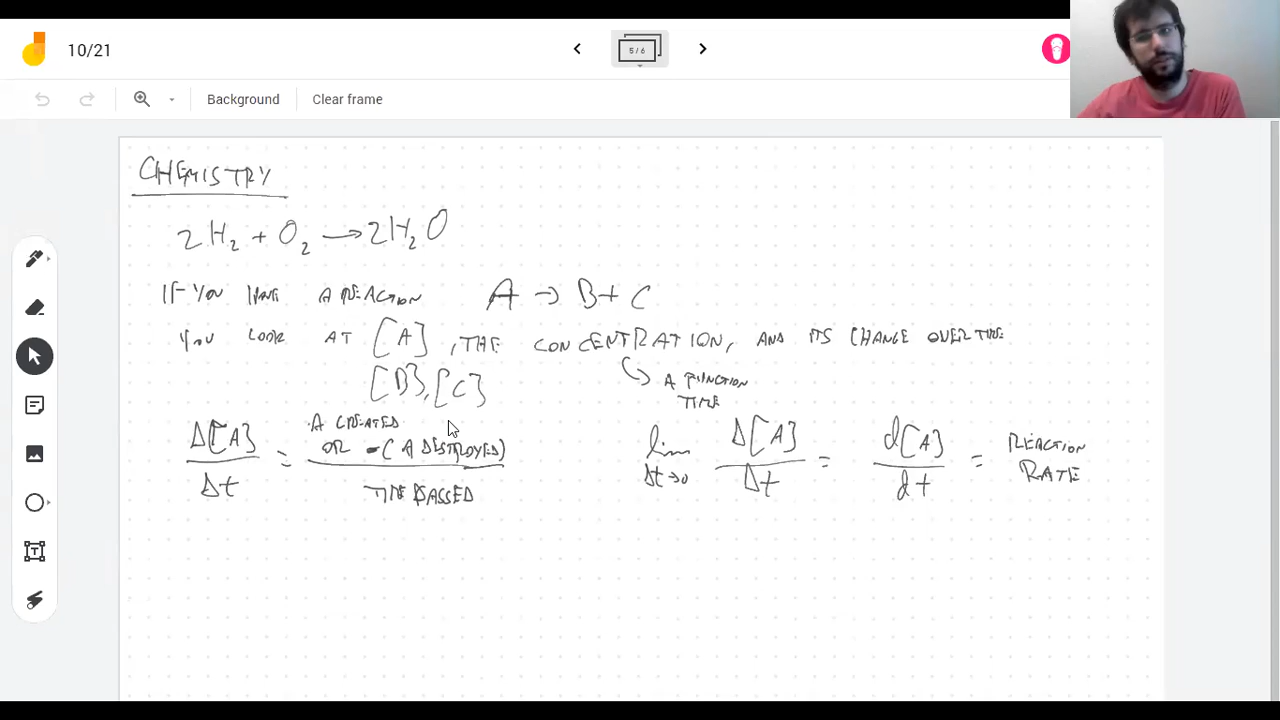 10/21
5/6
Background
Clear frame
CHEMISTRY
2H₂ + O₂ → 2H₂O
IF YOU HAVE A REACTION A → B + C
YOU LOOK AT [A], THE CONCENTRATION, AND ITS CHANGE OVER TIME
[B], [C]
A FUNCTION
TIME
Δ[A]/Δt = A CREATED OR -(A DESTROYED)/TIME PASSED
lim Δt→0 Δ[A]/Δt = d[A]/dt = REACTION RATE